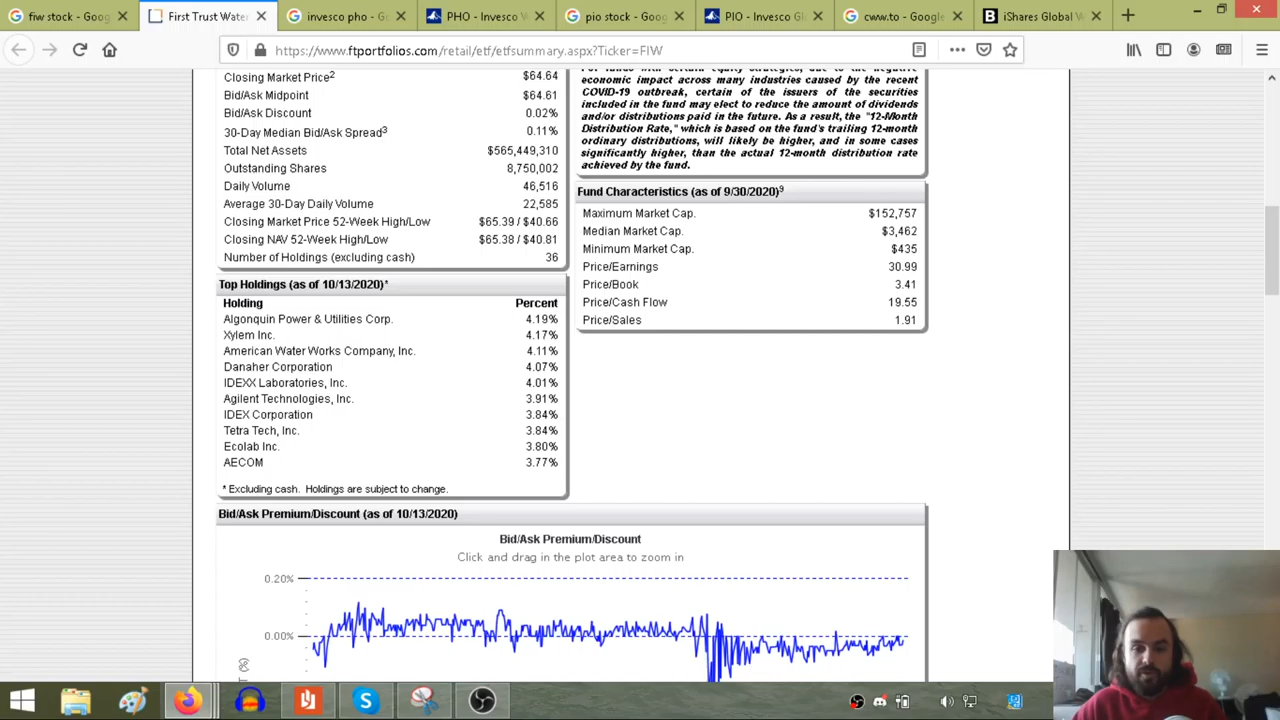 fiw stock - Goog
First Trust Water
invesco pho - Go
PHO - Invesco W
pio stock - Goog
PIO - Invesco Gl
cww.to - Google
iShares Global W
https://www.ftportfolios.com/retail/etf/etfsummary.aspx?Ticker=FIW
Closing Market Price2 $64.64
Bid/Ask Midpoint $64.61
Bid/Ask Discount 0.02%
30-Day Median Bid/Ask Spread3 0.11%
Total Net Assets $565,449,310
Outstanding Shares 8,750,002
Daily Volume 46,516
Average 30-Day Daily Volume 22,585
Closing Market Price 52-Week High/Low $65.39 / $40.66
Closing NAV 52-Week High/Low $65.38 / $40.81
Number of Holdings (excluding cash) 36
Top Holdings (as of 10/13/2020)*
Holding Percent
Algonquin Power & Utilities Corp. 4.19%
Xylem Inc. 4.17%
American Water Works Company, Inc. 4.11%
Danaher Corporation 4.07%
IDEXX Laboratories, Inc. 4.01%
Agilent Technologies, Inc. 3.91%
IDEX Corporation 3.84%
Tetra Tech, Inc. 3.84%
Ecolab Inc. 3.80%
AECOM 3.77%
* Excluding cash. Holdings are subject to change.
For funds with certain equity strategies, due to the negative
economic impact across many industries caused by the recent
COVID-19 outbreak, certain of the issuers of the securities
included in the fund may elect to reduce the amount of dividends
and/or distributions paid in the future. As a result, the "12-Month
Distribution Rate," which is based on the fund's trailing 12-month
ordinary distributions, will likely be higher, and in some cases
significantly higher, than the actual 12-month distribution rate
achieved by the fund.
Fund Characteristics (as of 9/30/2020)9
Maximum Market Cap. $152,757
Median Market Cap. $3,462
Minimum Market Cap. $435
Price/Earnings 30.99
Price/Book 3.41
Price/Cash Flow 19.55
Price/Sales 1.91
Bid/Ask Premium/Discount (as of 10/13/2020)
Bid/Ask Premium/Discount
Click and drag in the plot area to zoom in
0.20%
0.00%